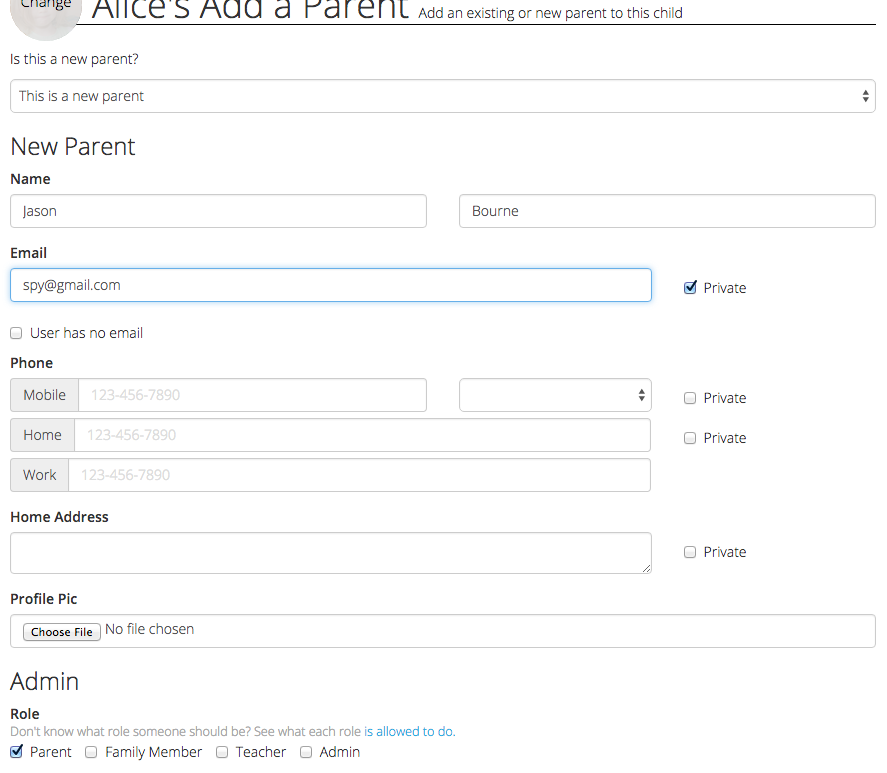 Change Alice's Add a Parent Add an existing or new parent to this child
Is this a new parent?
This is a new parent
New Parent
Name
Jason Bourne
Email
spy@gmail.com Private
User has no email
Phone
Mobile 123-456-7890 Private
Home 123-456-7890 Private
Work 123-456-7890
Home Address
Private
Profile Pic
Choose File No file chosen
Admin
Role
Don't know what role someone should be? See what each role is allowed to do.
Parent Family Member Teacher Admin